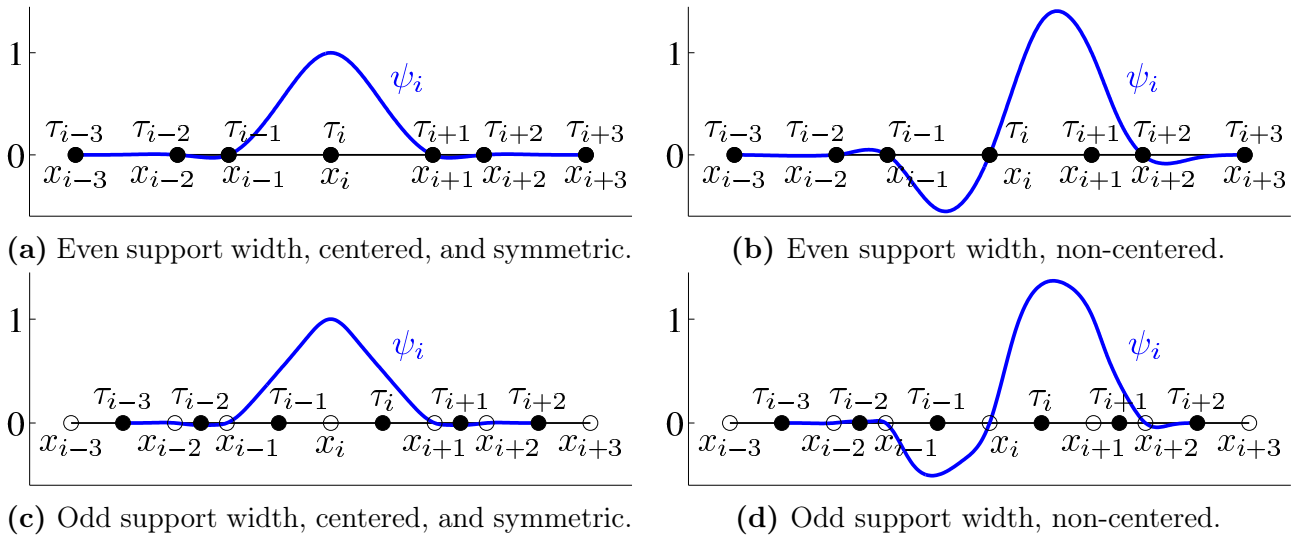 1
ψ_i
τ_{i−3} τ_{i−2} τ_{i−1} τ_i τ_{i+1} τ_{i+2} τ_{i+3}
0
x_{i−3} x_{i−2} x_{i−1} x_i x_{i+1} x_{i+2} x_{i+3}
(a) Even support width, centered, and symmetric.
1
ψ_i
τ_{i−3} τ_{i−2} τ_{i−1} τ_i τ_{i+1} τ_{i+2} τ_{i+3}
0
x_{i−3} x_{i−2} x_{i−1} x_i x_{i+1} x_{i+2} x_{i+3}
(b) Even support width, non-centered.
1
ψ_i
τ_{i−3} τ_{i−2} τ_{i−1} τ_i τ_{i+1} τ_{i+2}
0
x_{i−3} x_{i−2} x_{i−1} x_i x_{i+1} x_{i+2} x_{i+3}
(c) Odd support width, centered, and symmetric.
1
ψ_i
τ_{i−3} τ_{i−2} τ_{i−1} τ_i τ_{i+1} τ_{i+2}
0
x_{i−3} x_{i−2} x_{i−1} x_i x_{i+1} x_{i+2} x_{i+3}
(d) Odd support width, non-centered.